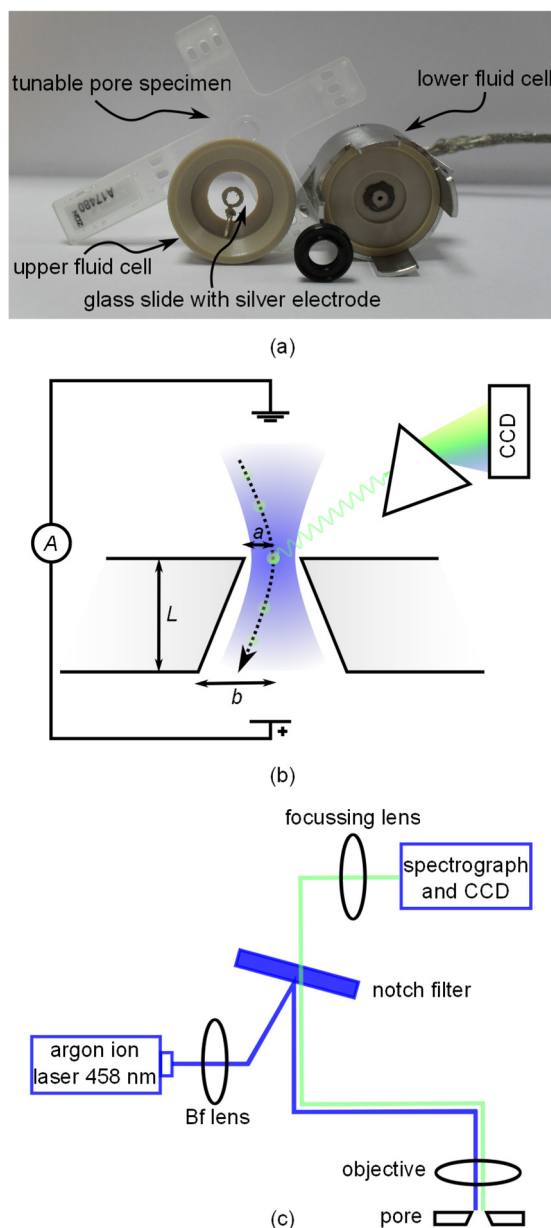 tunable pore specimen
lower fluid cell
A17480
upper fluid cell
glass slide with silver electrode
(a)
CCD
A
a
L
b
+
(b)
focussing lens
spectrograph
and CCD
notch filter
argon ion
laser 458 nm
Bf lens
objective
pore
(c)